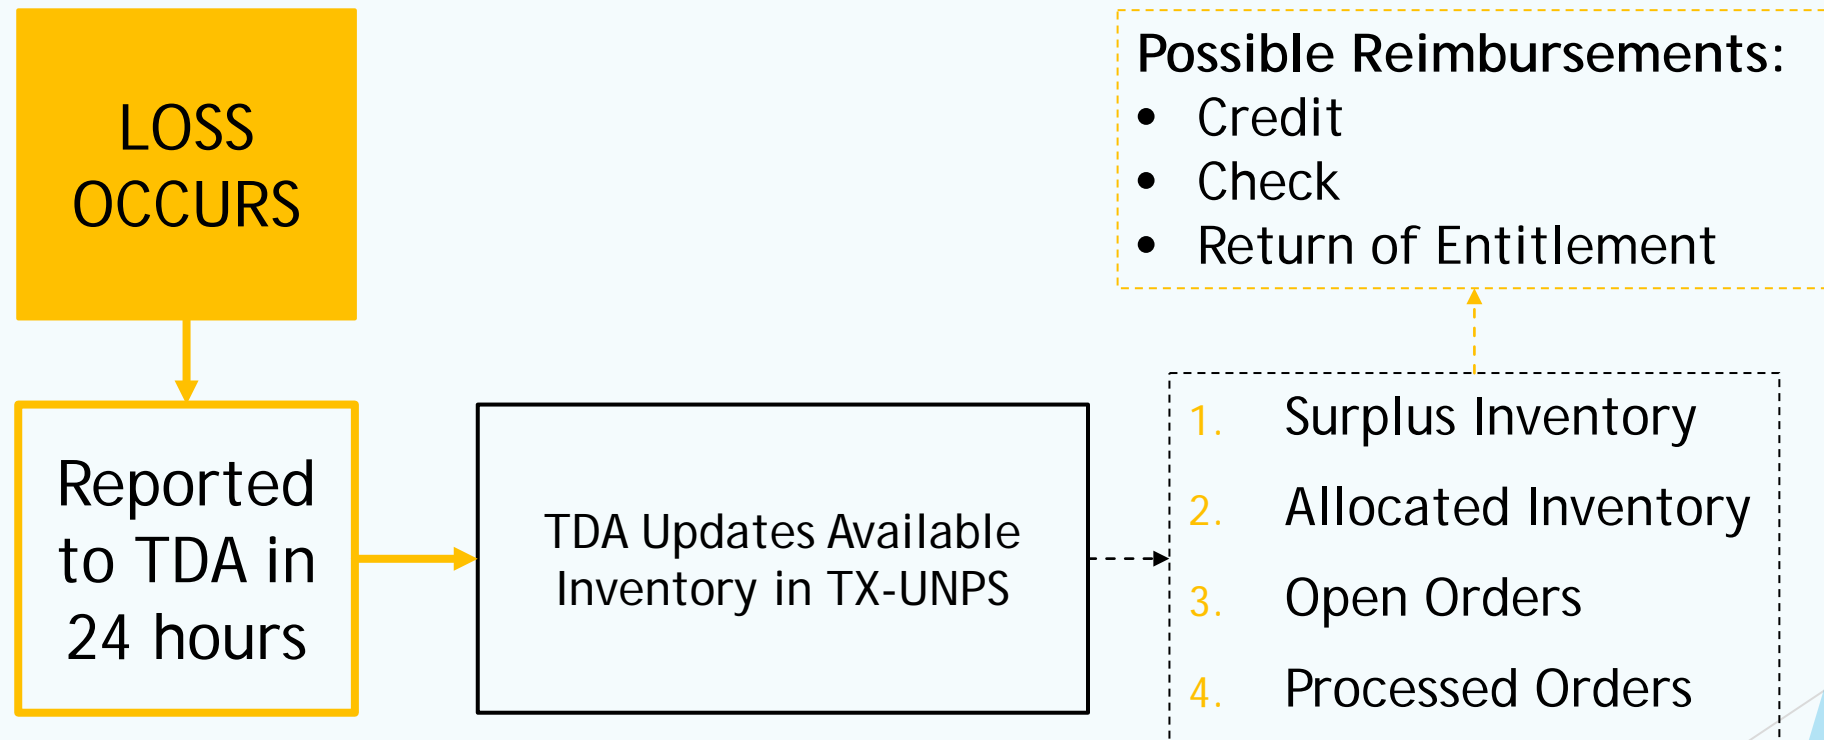 LOSS
OCCURS
Reported
to TDA in
24 hours
TDA Updates Available
Inventory in TX-UNPS
1. Surplus Inventory
2. Allocated Inventory
3. Open Orders
4. Processed Orders
Possible Reimbursements:
• Credit
• Check
• Return of Entitlement